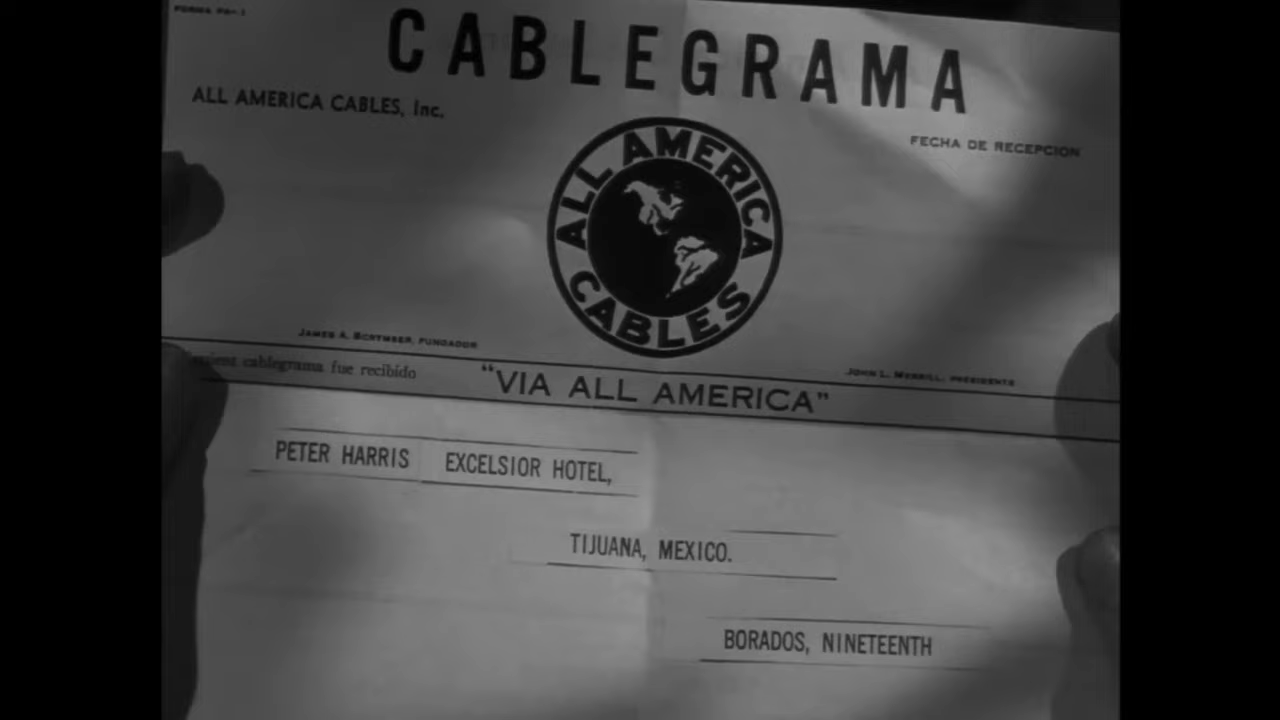 CABLEGRAMA
ALL AMERICA CABLES, Inc.
FECHA DE RECEPCION
ALL AMERICA
CABLES
JAMES A. SCRYMSER, FUNDADOR
JOHN L. MERRILL, PRESIDENTE
cablegrama fue recibido "VIA ALL AMERICA"
PETER HARRIS EXCELSIOR HOTEL,
TIJUANA, MEXICO.
BORADOS, NINETEENTH